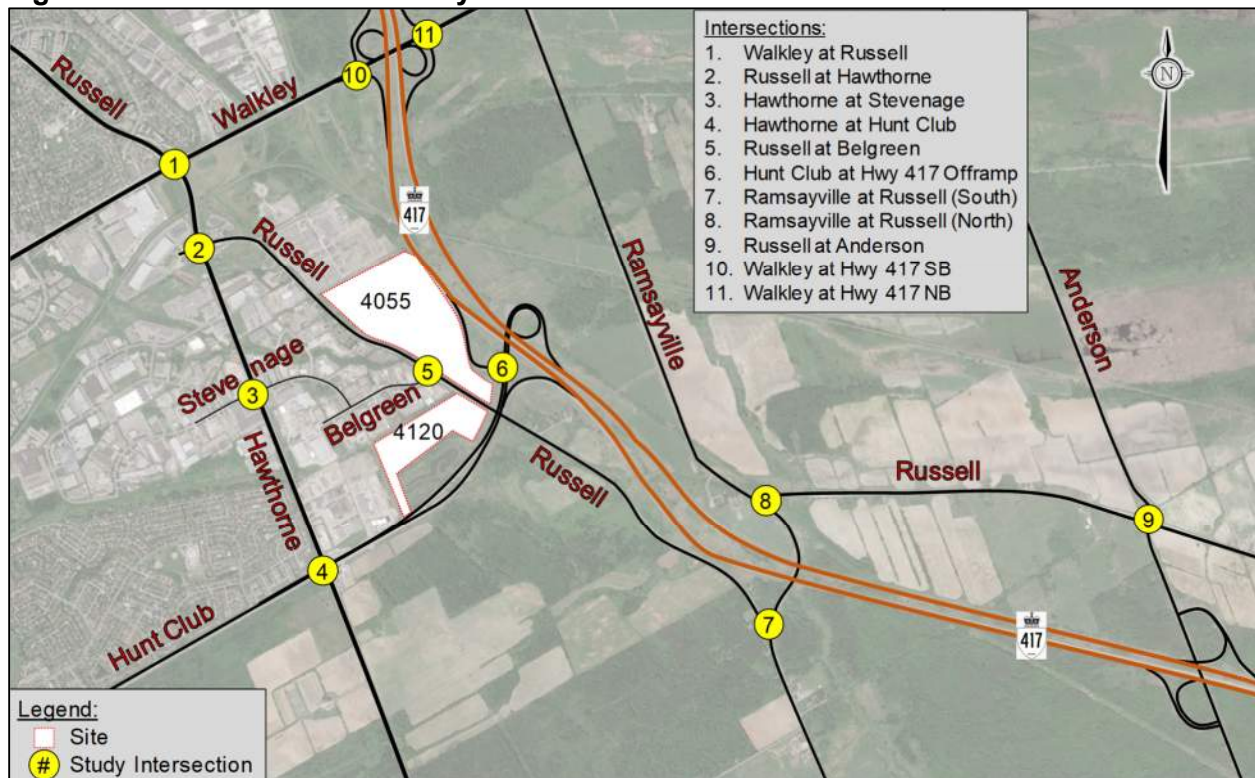 Intersections:
1. Walkley at Russell
2. Russell at Hawthorne
3. Hawthorne at Stevenage
4. Hawthorne at Hunt Club
5. Russell at Belgreen
6. Hunt Club at Hwy 417 Offramp
7. Ramsayville at Russell (South)
8. Ramsayville at Russell (North)
9. Russell at Anderson
10. Walkley at Hwy 417 SB
11. Walkley at Hwy 417 NB
N
Russell
Walkley
11
10
1
2
417
Russell
4055
Ramsayville
Anderson
Stevenage
3
5
6
Belgreen
4120
Hawthorne
Russell
8
Russell
9
4
Hunt Club
7
417
Legend:
Site
# Study Intersection